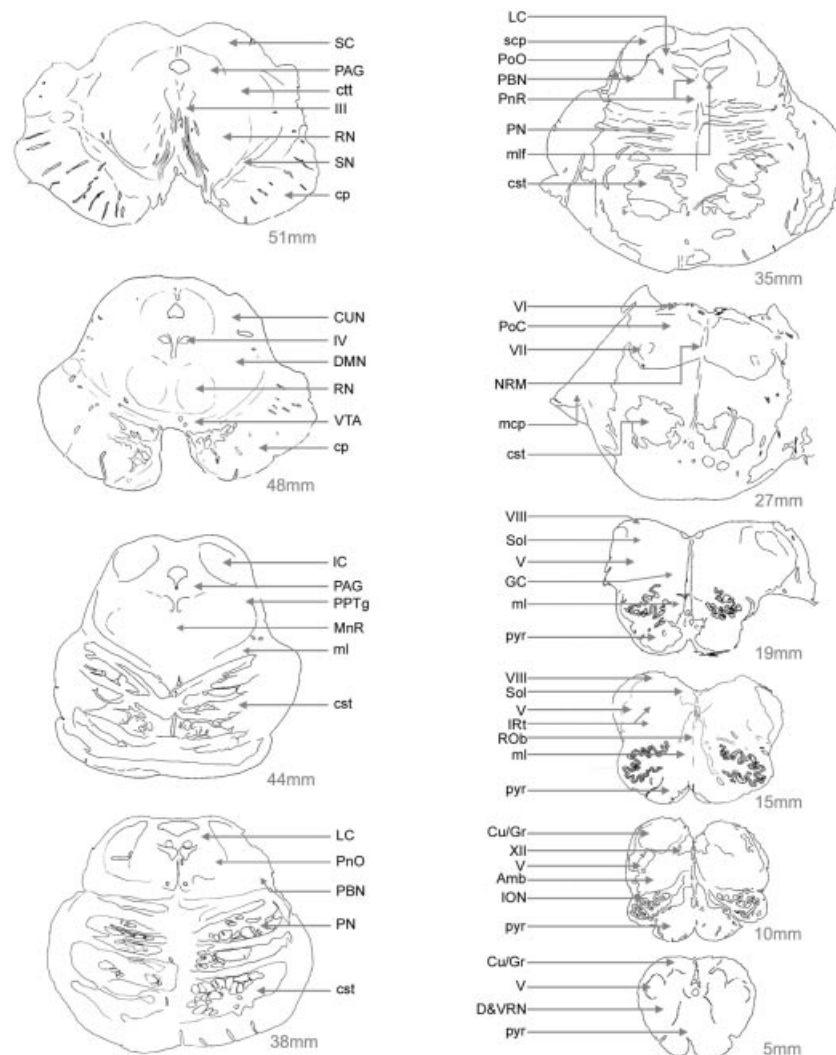 SC
PAG
ctt
III
RN
SN
cp
51mm
CUN
IV
DMN
RN
VTA
cp
48mm
IC
PAG
PPTg
MnR
ml
cst
44mm
LC
PnO
PBN
PN
cst
38mm
LC
scp
PoO
PBN
PnR
PN
mlf
cst
35mm
VI
PoC
VII
NRM
mcp
cst
27mm
VIII
Sol
V
GC
ml
pyr
19mm
VIII
Sol
V
IRt
ROb
ml
pyr
15mm
Cu/Gr
XII
V
Amb
ION
pyr
10mm
Cu/Gr
V
D&VRN
pyr
5mm